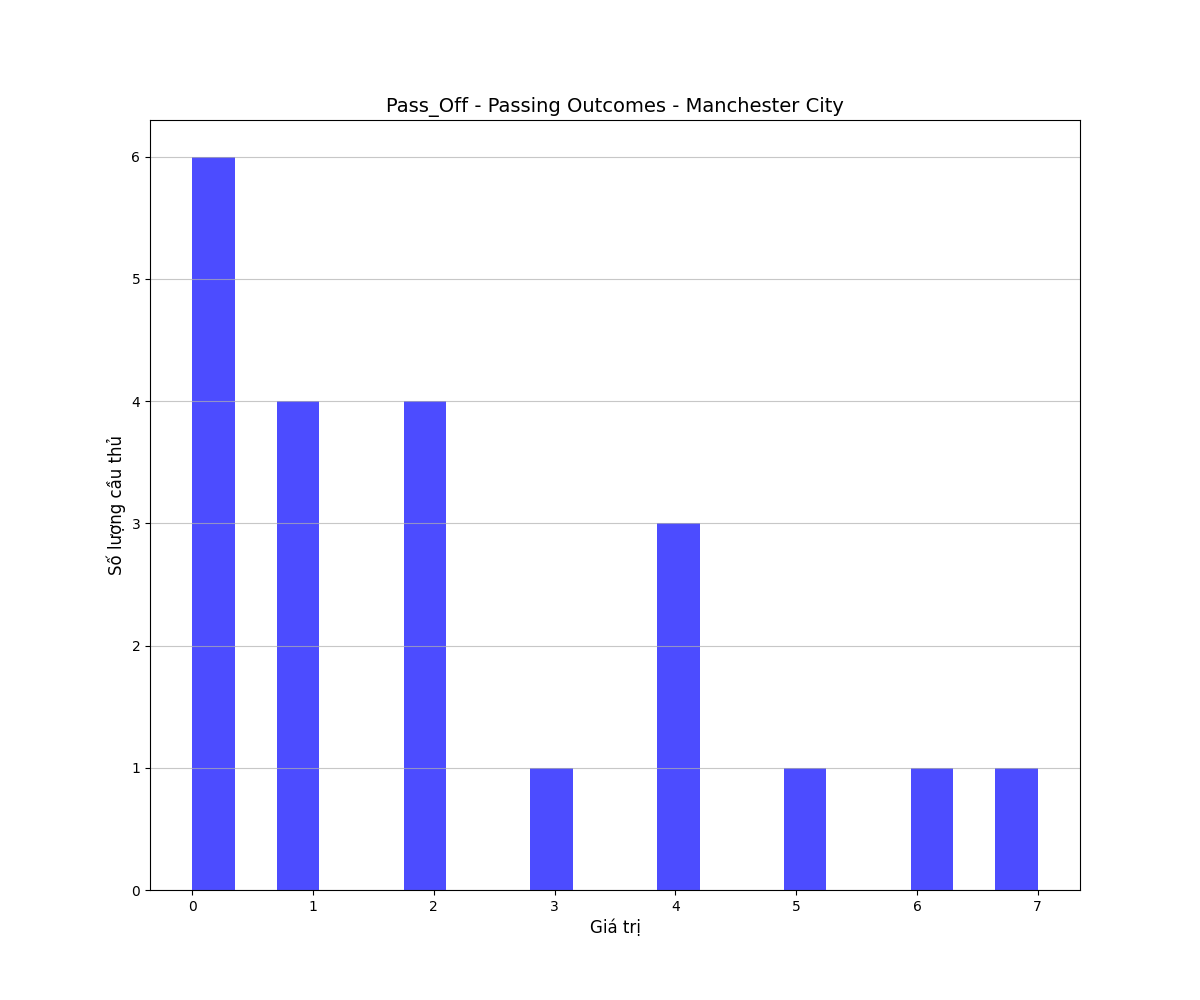 Pass_Off - Passing Outcomes - Manchester City
6
5
4
3
2
1
0
Số lượng cầu thủ
0 1 2 3 4 5 6 7
Giá trị